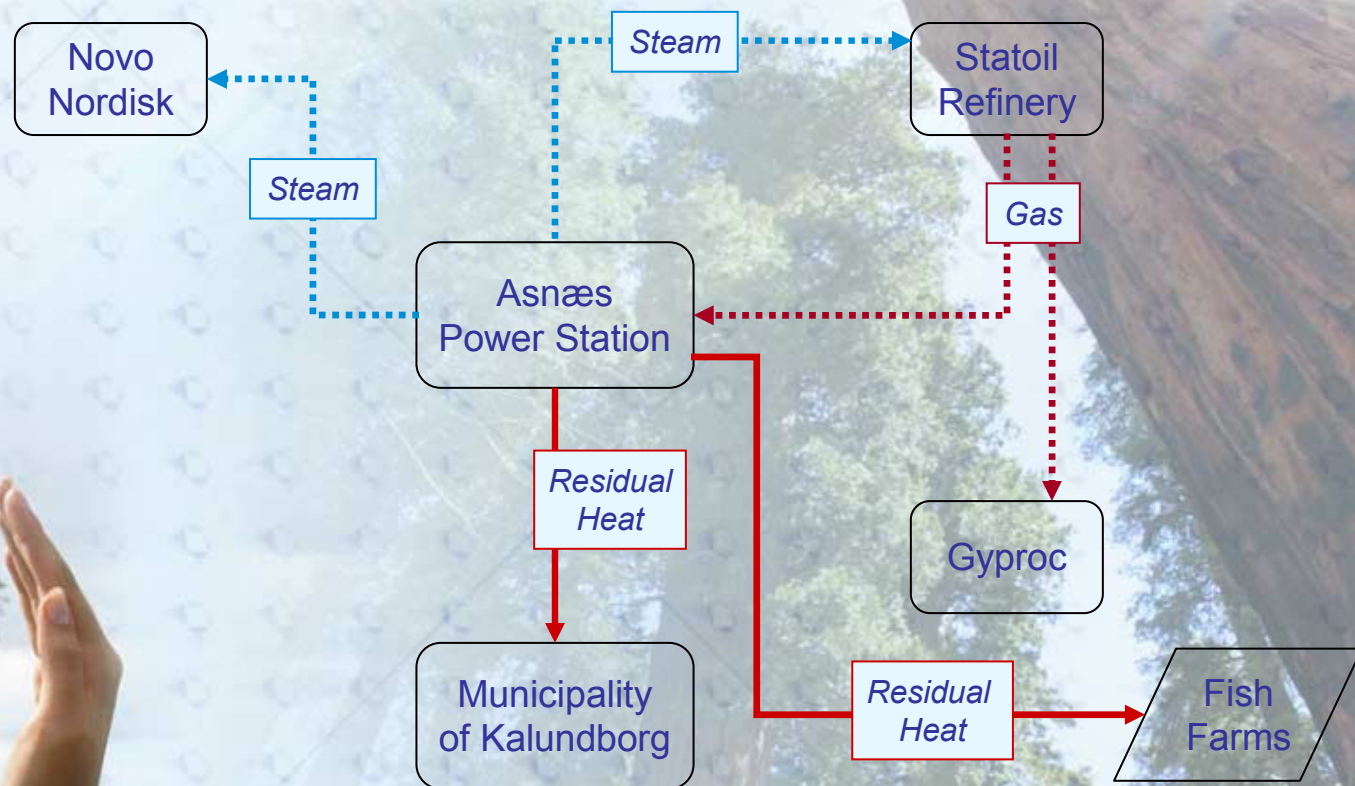 Novo
Nordisk
Steam
Statoil
Refinery
Steam
Gas
Asnæs
Power Station
Residual
Heat
Gyproc
Municipality
of Kalundborg
Residual
Heat
Fish
Farms